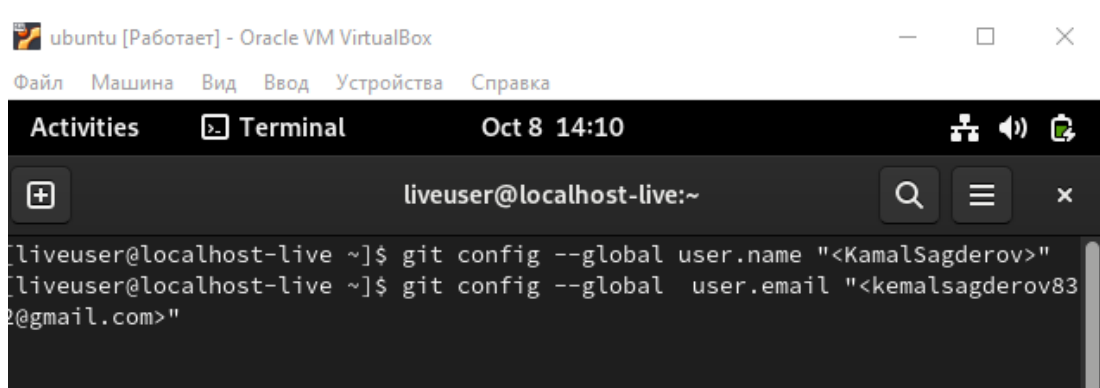 ubuntu [Работает] - Oracle VM VirtualBox
Файл Машина Вид Ввод Устройства Справка
Activities Terminal Oct 8 14:10
liveuser@localhost-live:~
[liveuser@localhost-live ~]$ git config --global user.name "<KamalSagderov>"
[liveuser@localhost-live ~]$ git config --global  user.email "<kemalsagderov83
2@gmail.com>"